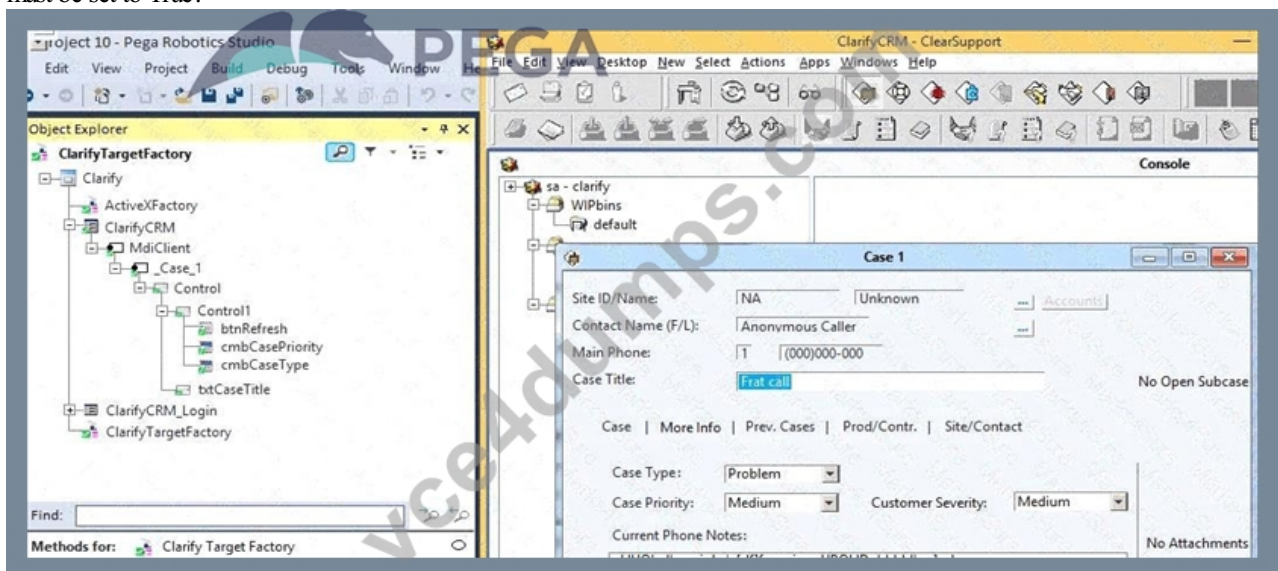 must be set to True?
PEGA
Project 10 - Pega Robotics Studio
Edit View Project Build Debug Tools Window He
Object Explorer
ClarifyTargetFactory
Clarify
ActiveXFactory
ClarifyCRM
MdiClient
_Case_1
Control
Control1
btnRefresh
cmbCasePriority
cmbCaseType
txtCaseTitle
ClarifyCRM_Login
ClarifyTargetFactory
Find:
Methods for: Clarify Target Factory
ClarifyCRM - ClearSupport
File Edit View Desktop New Select Actions Apps Windows Help
Console
sa - clarify
WIPbins
default
Case 1
Site ID/Name: NA Unknown ... Accounts
Contact Name (F/L): Anonymous Caller ...
Main Phone: 1 (000)000-000
Case Title: Frat call No Open Subcase
Case | More Info | Prev. Cases | Prod/Contr. | Site/Contact
Case Type: Problem
Case Priority: Medium Customer Severity: Medium
Current Phone Notes:
No Attachments
vce4dumps.com